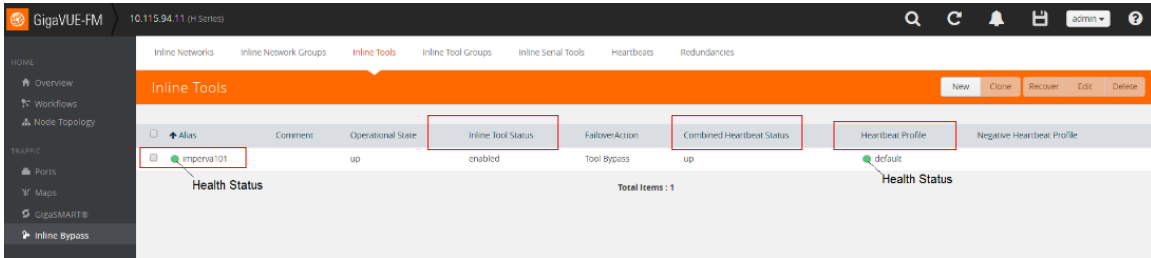 GigaVUE-FM 10.115.94.11 (H Series) admin
Inline Networks Inline Network Groups Inline Tools Inline Tool Groups Inline Serial Tools Heartbeats Redundancies
HOME
Overview
Workflows
Node Topology
TRAFFIC
Ports
Maps
GigaSMART®
Inline Bypass
Inline Tools New Clone Recover Edit Delete
Alias Comment Operational State Inline Tool Status FailoverAction Combined Heartbeat Status Heartbeat Profile Negative Heartbeat Profile
imperva101 up enabled Tool Bypass up default
Health Status Health Status
Total Items : 1